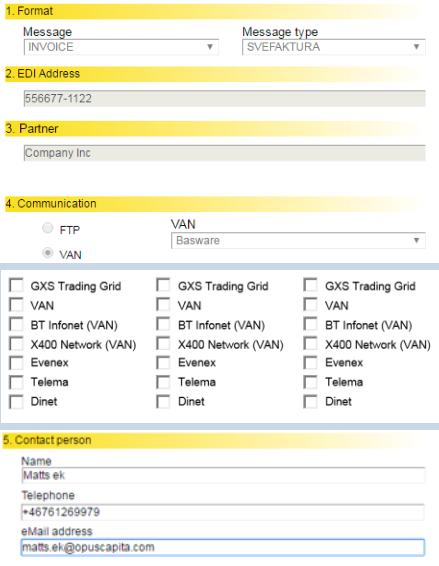 1. Format
Message Message type
INVOICE SVEFAKTURA
2. EDI Address
556677-1122
3. Partner
Company Inc
4. Communication
FTP VAN
Basware
VAN
GXS Trading Grid GXS Trading Grid GXS Trading Grid
VAN VAN VAN
BT Infonet (VAN) BT Infonet (VAN) BT Infonet (VAN)
X400 Network (VAN) X400 Network (VAN) X400 Network (VAN)
Evenex Evenex Evenex
Telema Telema Telema
Dinet Dinet Dinet
5. Contact person
Name
Matts ek
Telephone
+46761269979
eMail address
matts.ek@opuscapita.com